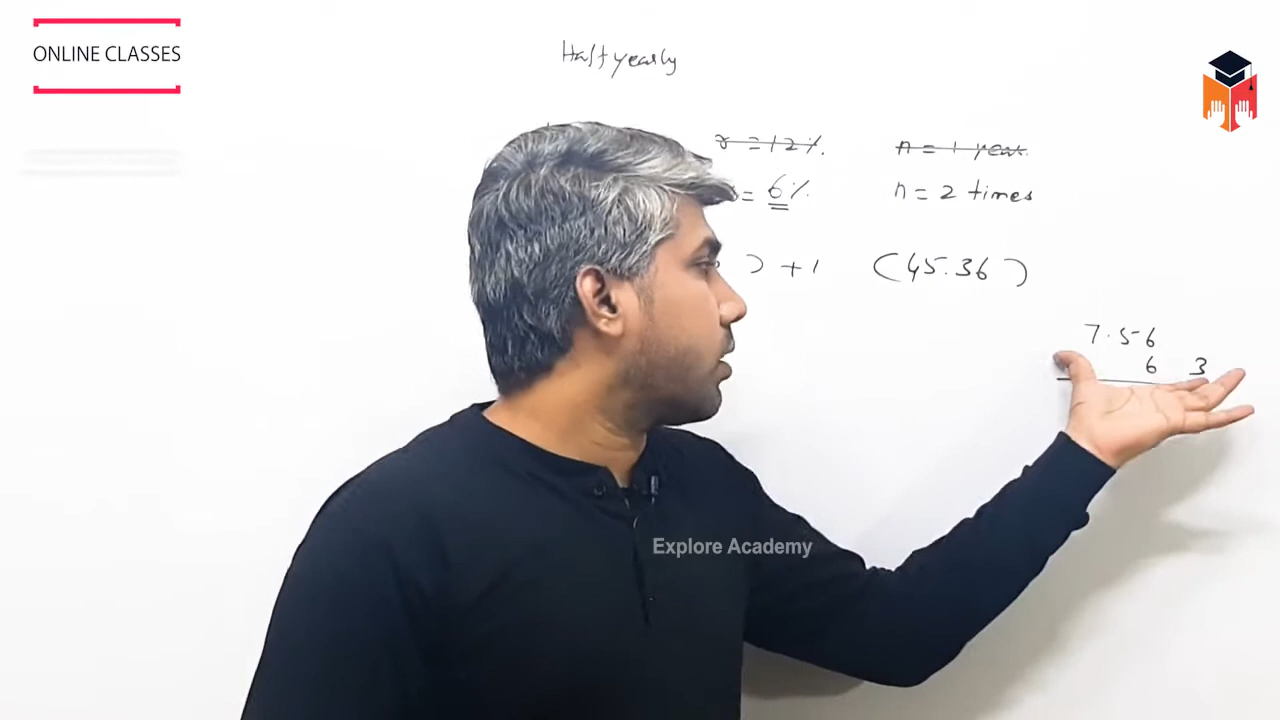 ONLINE CLASSES
Half yearly
r = 12%.
n = 1 year.
= 6%
n = 2 times
) + 1
(45.36)
7.56
6 3
Explore Academy